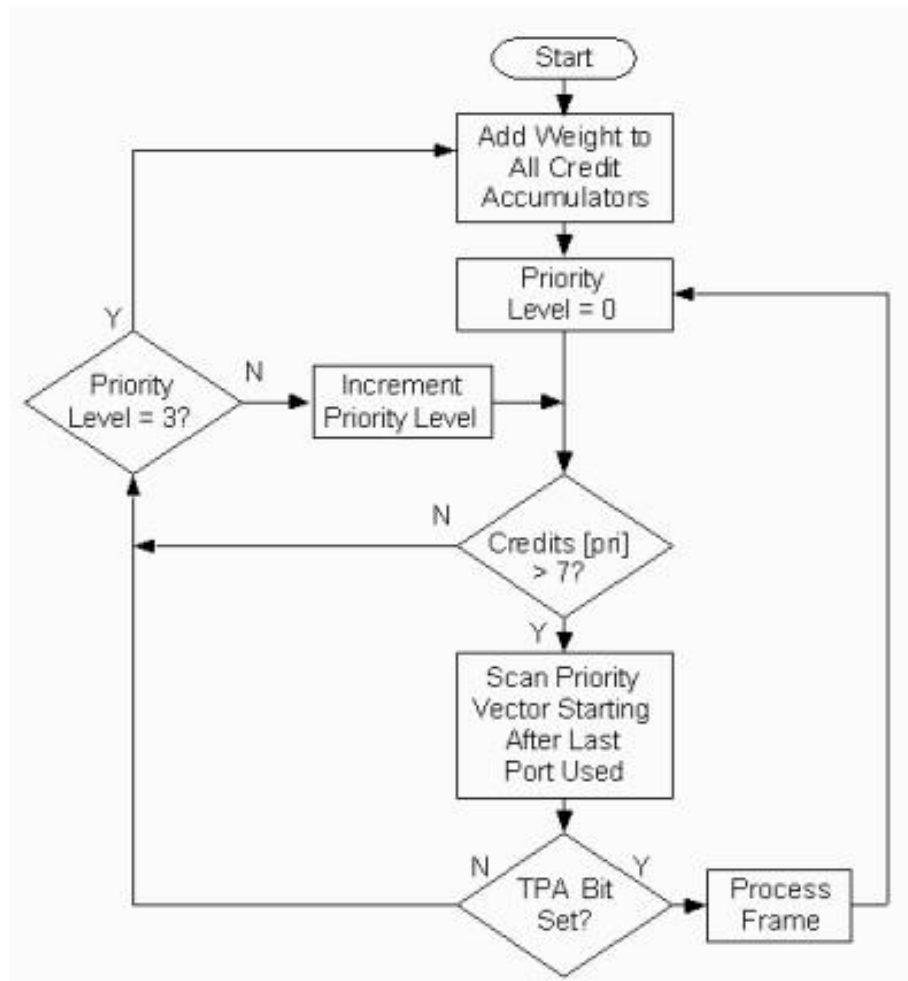 Start
Add Weight to
All Credit
Accumulators
Priority
Level = 0
Y
Priority
Level = 3?
N
Increment
Priority Level
N
Credits [pri]
> 7?
Y
Scan Priority
Vector Starting
After Last
Port Used
N
TPA Bit
Set?
Y
Process
Frame